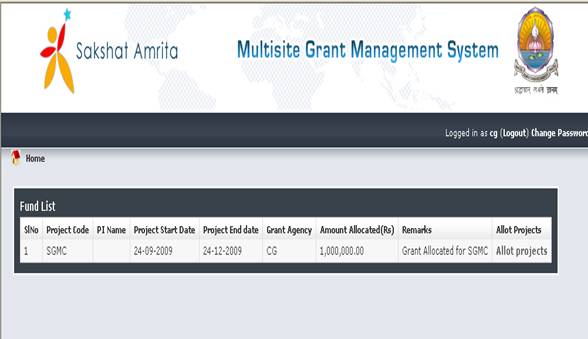 Sakshat Amrita
Multisite Grant Management System
Logged in as cg (Logout) Change Password
Home
Fund List
SlNo Project Code PI Name Project Start Date Project End date Grant Agency Amount Allocated(Rs) Remarks Allot Projects
1 SGMC 24-09-2009 24-12-2009 CG 1,000,000.00 Grant Allocated for SGMC Allot projects